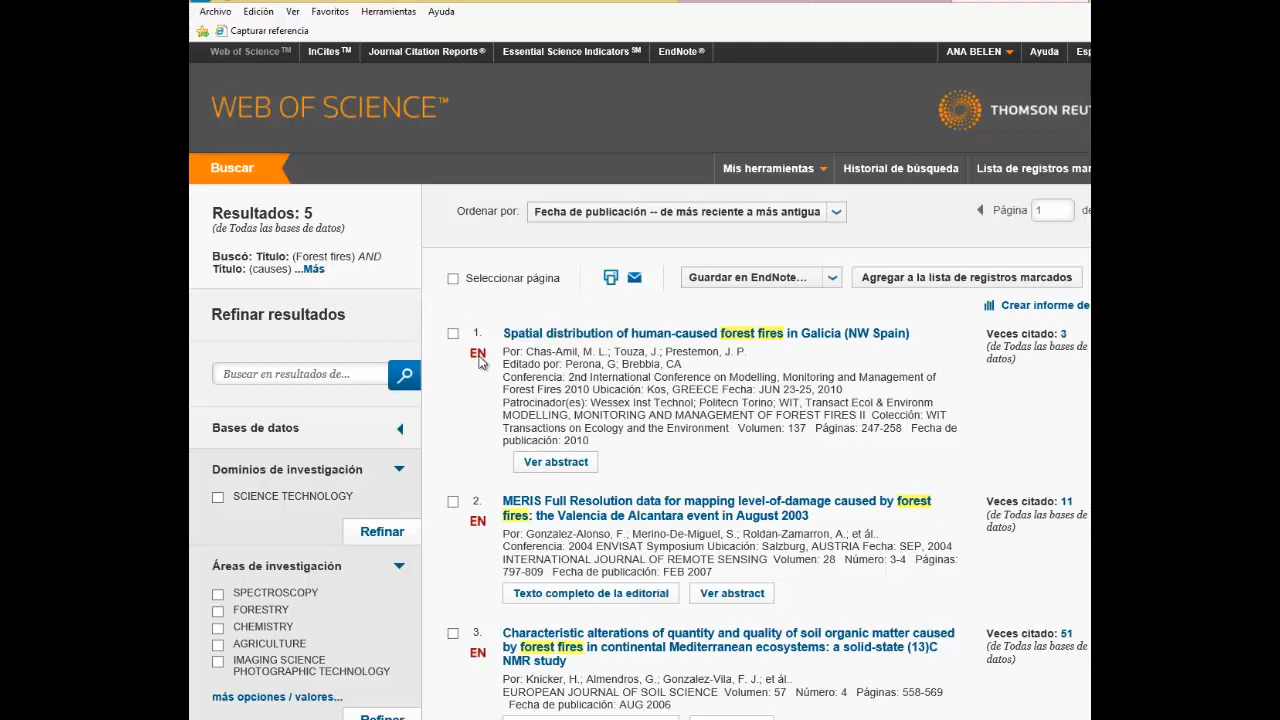 Archivo Edición Ver Favoritos Herramientas Ayuda
Capturar referencia
Web of Science™ InCites™ Journal Citation Reports® Essential Science Indicators℠ EndNote® ANA BELEN Ayuda
WEB OF SCIENCE™
Buscar
Mis herramientas Historial de búsqueda Lista de registros
Resultados: 5
(de Todas las bases de datos)
Buscó: Título: (Forest fires) AND
Título: (causes) ...Más
Refinar resultados
Buscar en resultados de...
Bases de datos
Dominios de investigación
SCIENCE TECHNOLOGY
Refinar
Áreas de investigación
SPECTROSCOPY
FORESTRY
CHEMISTRY
AGRICULTURE
IMAGING SCIENCE
PHOTOGRAPHIC TECHNOLOGY
más opciones / valores...
Refinar
Ordenar por: Fecha de publicación -- de más reciente a más antigua
Página 1
Seleccionar página
Guardar en EndNote... Agregar a la lista de registros marcados
Crear informe de
1. Spatial distribution of human-caused forest fires in Galicia (NW Spain)
EN
Por: Chas-Amil, M. L.; Touza, J.; Prestemon, J. P.
Editado por: Perona, G; Brebbia, CA
Conferencia: 2nd International Conference on Modelling, Monitoring and Management of
Forest Fires 2010 Ubicación: Kos, GREECE Fecha: JUN 23-25, 2010
Patrocinador(es): Wessex Inst Technol; Politecn Torino; WIT, Transact Ecol & Environm
MODELLING, MONITORING AND MANAGEMENT OF FOREST FIRES II Colección: WIT
Transactions on Ecology and the Environment Volumen: 137 Páginas: 247-258 Fecha de
publicación: 2010
Ver abstract
Veces citado: 3
(de Todas las bases de
datos)
2. MERIS Full Resolution data for mapping level-of-damage caused by forest
fires: the Valencia de Alcantara event in August 2003
EN
Por: Gonzalez-Alonso, F.; Merino-De-Miguel, S.; Roldan-Zamarron, A.; et ál..
Conferencia: 2004 ENVISAT Symposium Ubicación: Salzburg, AUSTRIA Fecha: SEP, 2004
INTERNATIONAL JOURNAL OF REMOTE SENSING Volumen: 28 Número: 3-4 Páginas:
797-809 Fecha de publicación: FEB 2007
Texto completo de la editorial Ver abstract
Veces citado: 11
(de Todas las bases de
datos)
3. Characteristic alterations of quantity and quality of soil organic matter caused
by forest fires in continental Mediterranean ecosystems: a solid-state (13)C
NMR study
EN
Por: Knicker, H.; Almendros, G.; Gonzalez-Vila, F. J.; et ál..
EUROPEAN JOURNAL OF SOIL SCIENCE Volumen: 57 Número: 4 Páginas: 558-569
Fecha de publicación: AUG 2006
Veces citado: 51
(de Todas las bases de
datos)